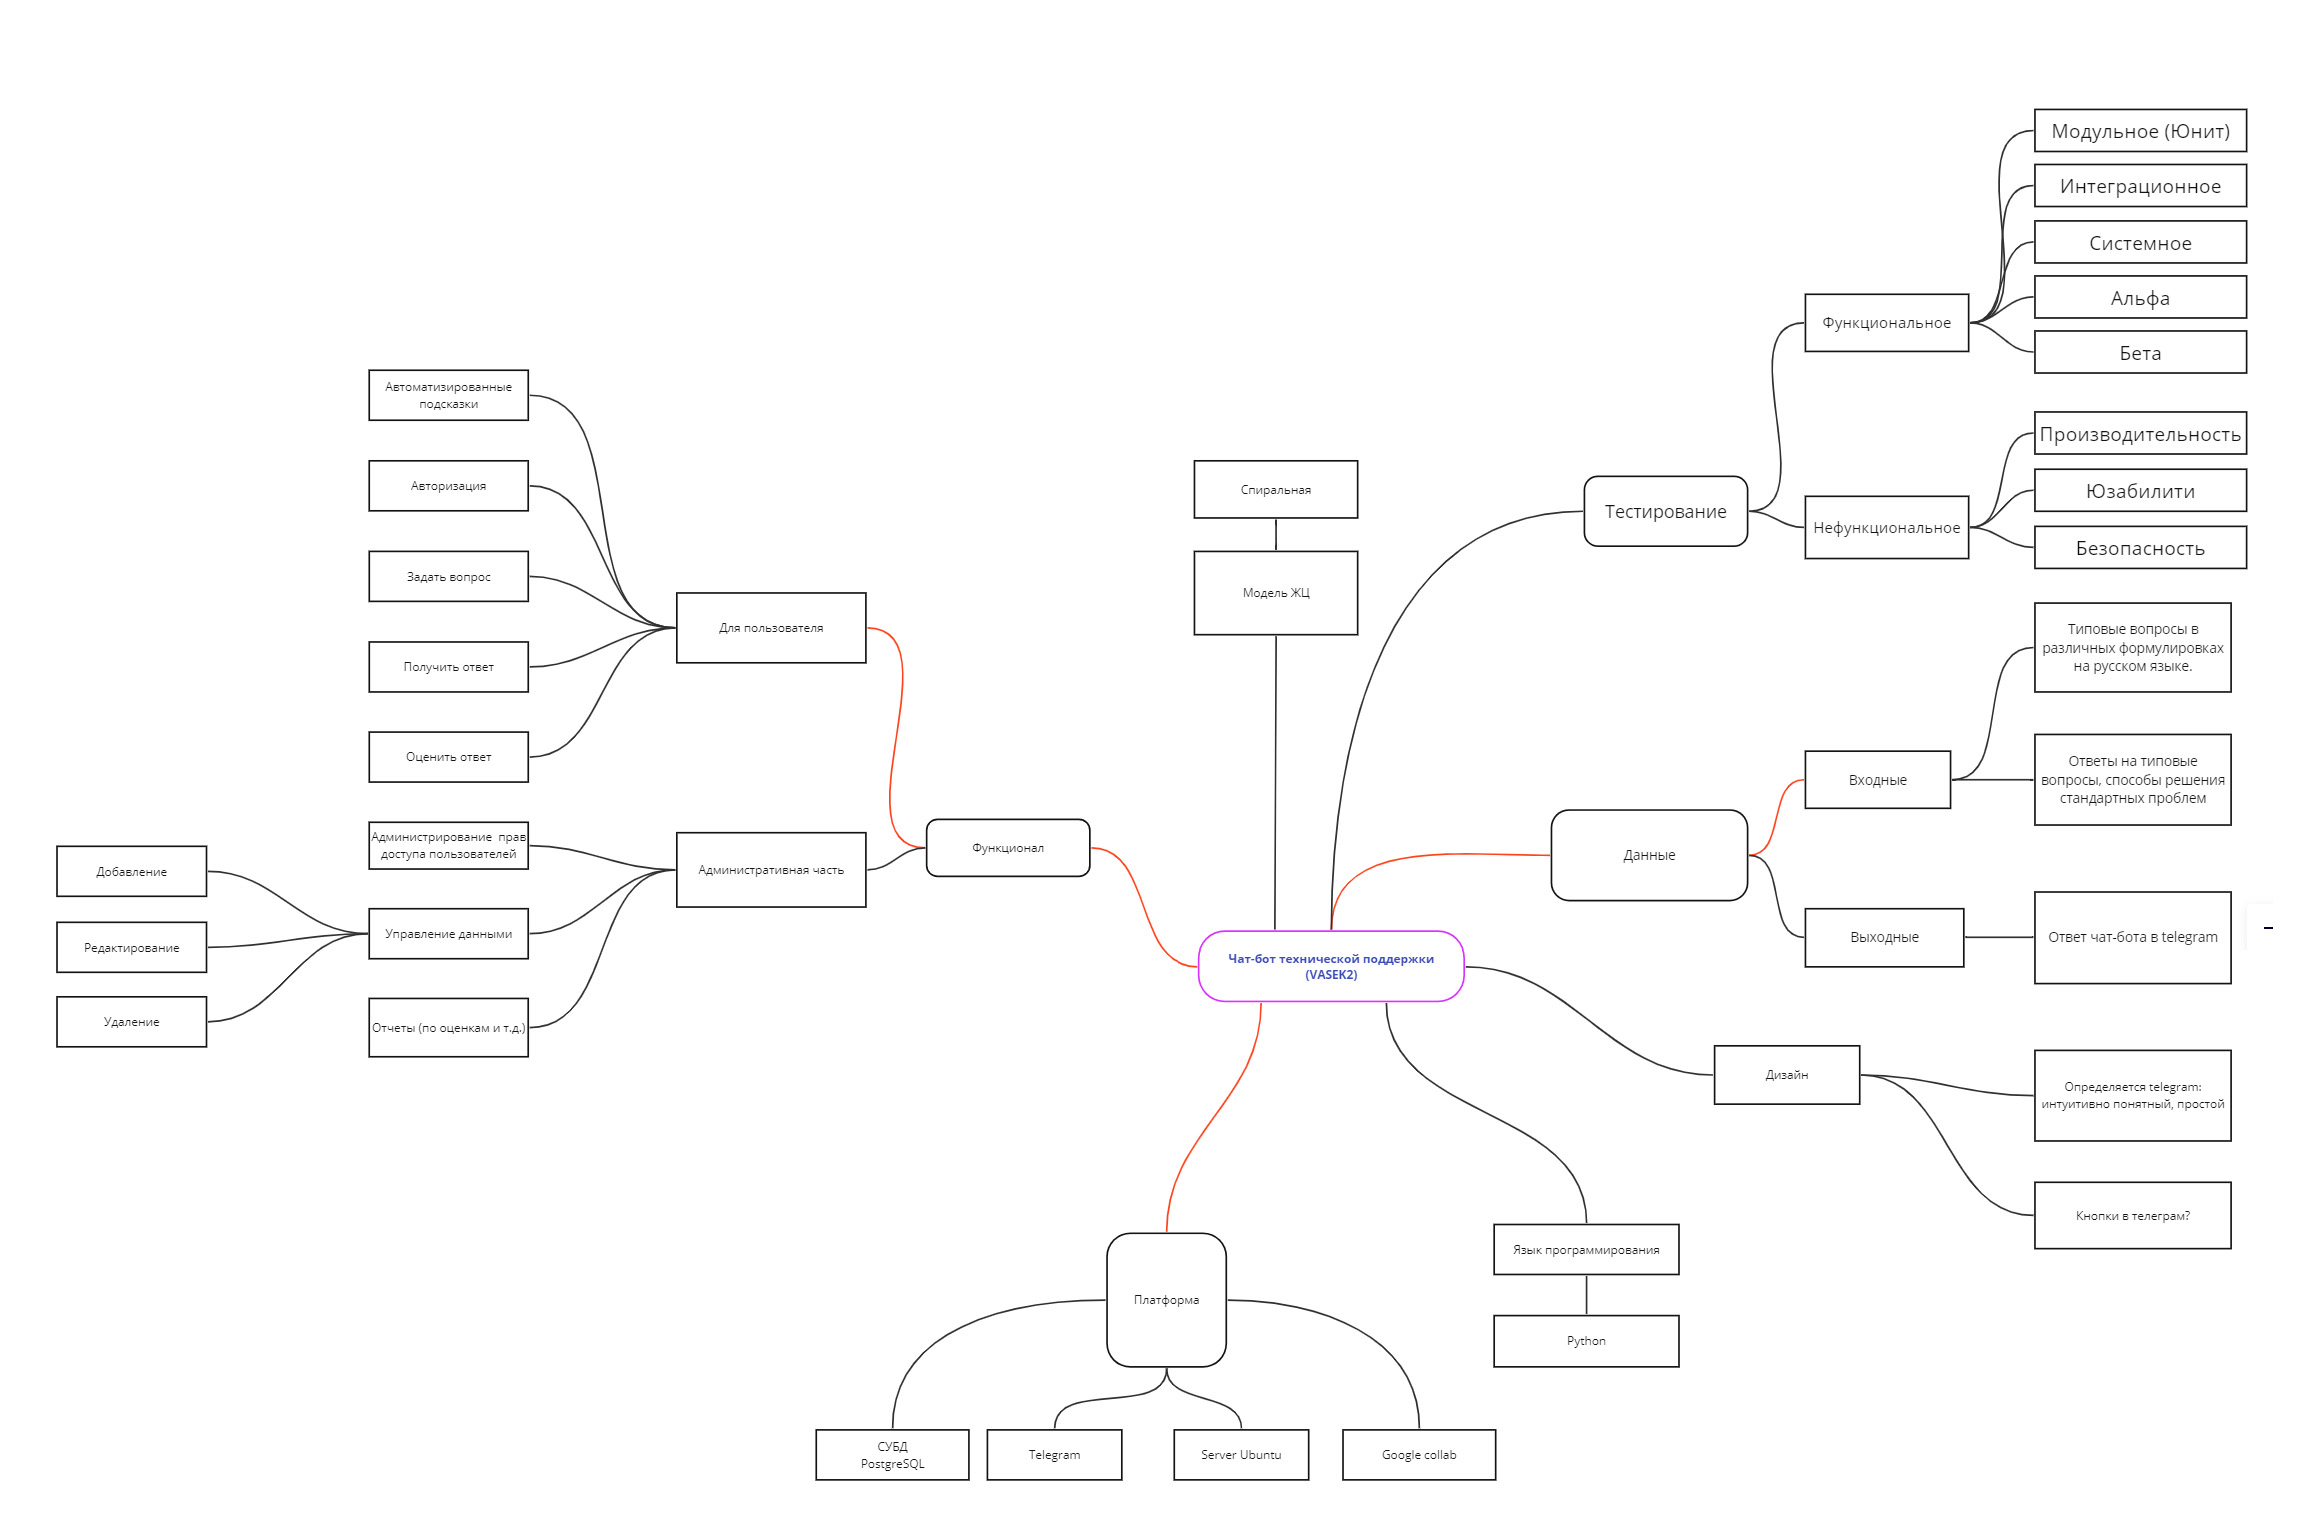 Модульное (Юнит)
Интеграционное
Системное
Альфа
Бета
Функциональное
Производительность
Юзабилити
Безопасность
Нефункциональное
Тестирование
Спиральная
Модель ЖЦ
Автоматизированные
подсказки
Авторизация
Задать вопрос
Получить ответ
Оценить ответ
Для пользователя
Администрирование  прав
доступа пользователей
Управление данными
Отчеты (по оценкам и т.д.)
Добавление
Редактирование
Удаление
Административная часть
Функционал
Типовые вопросы в
различных формулировках
на русском языке.
Ответы на типовые
вопросы, способы решения
стандартных проблем
Входные
Данные
Выходные
Ответ чат-бота в telegram
Чат-бот технической поддержки
(VASEK2)
Дизайн
Определяется telegram:
интуитивно понятный, простой
Кнопки в телеграм?
Язык программирования
Python
Платформа
СУБД
PostgreSQL
Telegram
Server Ubuntu
Google collab